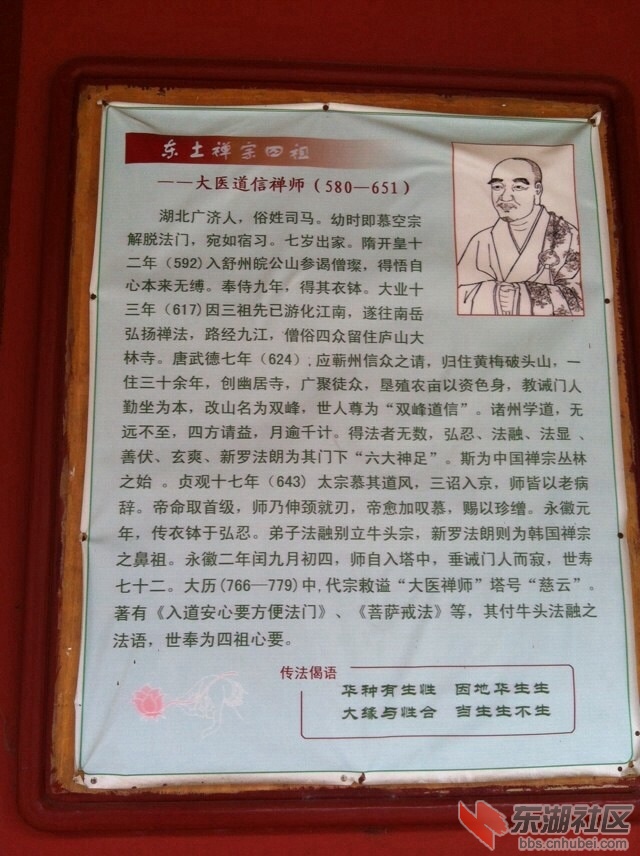 东土禅宗四祖
——大医道信禅师（580—651）
湖北广济人，俗姓司马。幼时即慕空宗
解脱法门，宛如宿习。七岁出家。隋开皇十
二年（592)入舒州皖公山参谒僧璨，得悟自
心本来无缚。奉侍九年，得其衣钵。大业十
三年（617)因三祖先已游化江南，遂往南岳
弘扬禅法，路经九江，僧俗四众留住庐山大
林寺。唐武德七年（624）,应蕲州信众之请，归住黄梅破头山，一
住三十余年，创幽居寺，广聚徒众，垦殖农亩以资色身，教诫门人
勤坐为本，改山名为双峰，世人尊为“双峰道信”。诸州学道，无
远不至，四方请益，月逾千计。得法者无数，弘忍、法融、法显 、
善伏、玄爽、新罗法朗为其门下“六大神足”。斯为中国禅宗丛林
之始 。贞观十七年（643）太宗慕其道风，三诏入京，师皆以老病
辞。帝命取首级，师乃伸颈就刃，帝愈加叹慕，赐以珍缯。永徽元
年，传衣钵于弘忍。弟子法融别立牛头宗，新罗法朗则为韩国禅宗
之鼻祖。永徽二年闰九月初四，师自入塔中，垂诫门人而寂，世寿
七十二。大历(766—779)中,代宗敕谥“大医禅师”塔号“慈云”。
著有《入道安心要方便法门》、《菩萨戒法》等，其付牛头法融之
法语，世奉为四祖心要。
传法偈语
华种有生性 因地华生生
大缘与性合 当生生不生
东湖社区
bbs.cnhubei.com